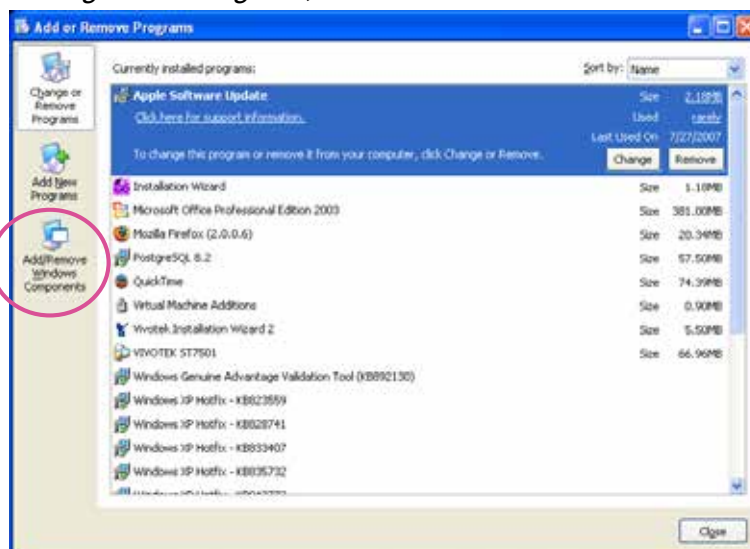 Add or Remove Programs
Change or
Remove
Programs
Add New
Programs
Add/Remove
Windows
Components
Currently installed programs:
Sort by: Name
Apple Software Update
Size 2.18MB
Click here for support information.
Used rarely
Last Used On 7/27/2007
To change this program or remove it from your computer, click Change or Remove.
Change Remove
Installation Wizard Size 1.10MB
Microsoft Office Professional Edition 2003 Size 381.00MB
Mozilla Firefox (2.0.0.6) Size 20.34MB
PostgreSQL 8.2 Size 57.50MB
QuickTime Size 74.39MB
Virtual Machine Additions Size 0.90MB
Vivotek Installation Wizard 2 Size 5.50MB
VIVOTEK ST7501 Size 66.96MB
Windows Genuine Advantage Validation Tool (KB892130)
Windows XP Hotfix - KB823559
Windows XP Hotfix - KB828741
Windows XP Hotfix - KB833407
Windows XP Hotfix - KB835732
Close